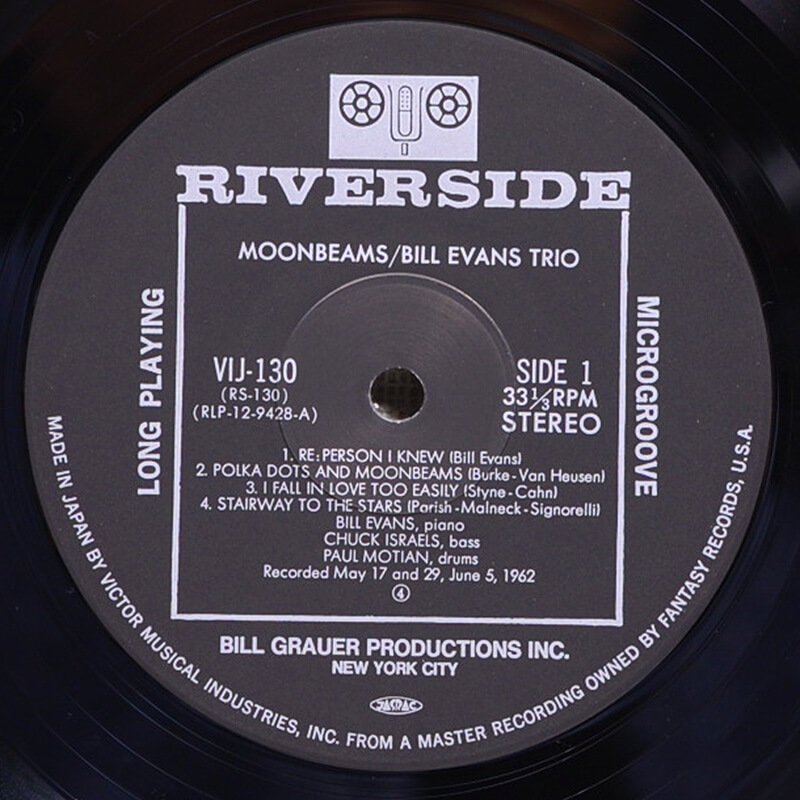 RIVERSIDE
MOONBEAMS/BILL EVANS TRIO
LONG PLAYING
MICROGROOVE
VIJ-130
(RS-130)
(RLP-12-9428-A)
SIDE 1
33⅓RPM
STEREO
1. RE:PERSON I KNEW (Bill Evans)
2. POLKA DOTS AND MOONBEAMS (Burke-Van Heusen)
3. I FALL IN LOVE TOO EASILY (Styne-Cahn)
4. STAIRWAY TO THE STARS (Parish-Malneck-Signorelli)
BILL EVANS, piano
CHUCK ISRAELS, bass
PAUL MOTIAN, drums
Recorded May 17 and 29, June 5, 1962
④
BILL GRAUER PRODUCTIONS INC.
NEW YORK CITY
JASRAC
MADE IN JAPAN BY VICTOR MUSICAL INDUSTRIES, INC. FROM A MASTER RECORDING OWNED BY FANTASY RECORDS, U.S.A.